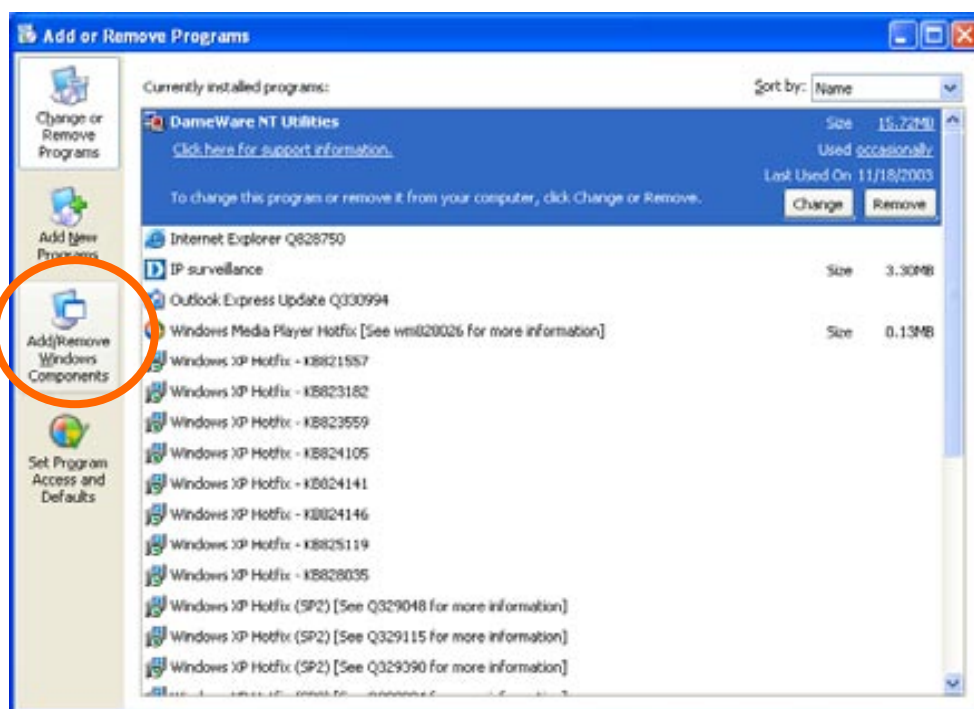 Add or Remove Programs
Change or
Remove
Programs
Add New
Programs
Add/Remove
Windows
Components
Set Program
Access and
Defaults
Currently installed programs:
Sort by: Name
DameWare NT Utilities
Size 15.72MB
Click here for support information.
Used occasionally
Last Used On 11/18/2003
To change this program or remove it from your computer, click Change or Remove.
Change Remove
Internet Explorer Q828750
IP surveillance Size 3.30MB
Outlook Express Update Q330994
Windows Media Player Hotfix [See wm828026 for more information] Size 0.13MB
Windows XP Hotfix - KB821557
Windows XP Hotfix - KB823182
Windows XP Hotfix - KB823559
Windows XP Hotfix - KB824105
Windows XP Hotfix - KB824141
Windows XP Hotfix - KB824146
Windows XP Hotfix - KB825119
Windows XP Hotfix - KB828035
Windows XP Hotfix (SP2) [See Q329048 for more information]
Windows XP Hotfix (SP2) [See Q329115 for more information]
Windows XP Hotfix (SP2) [See Q329390 for more information]